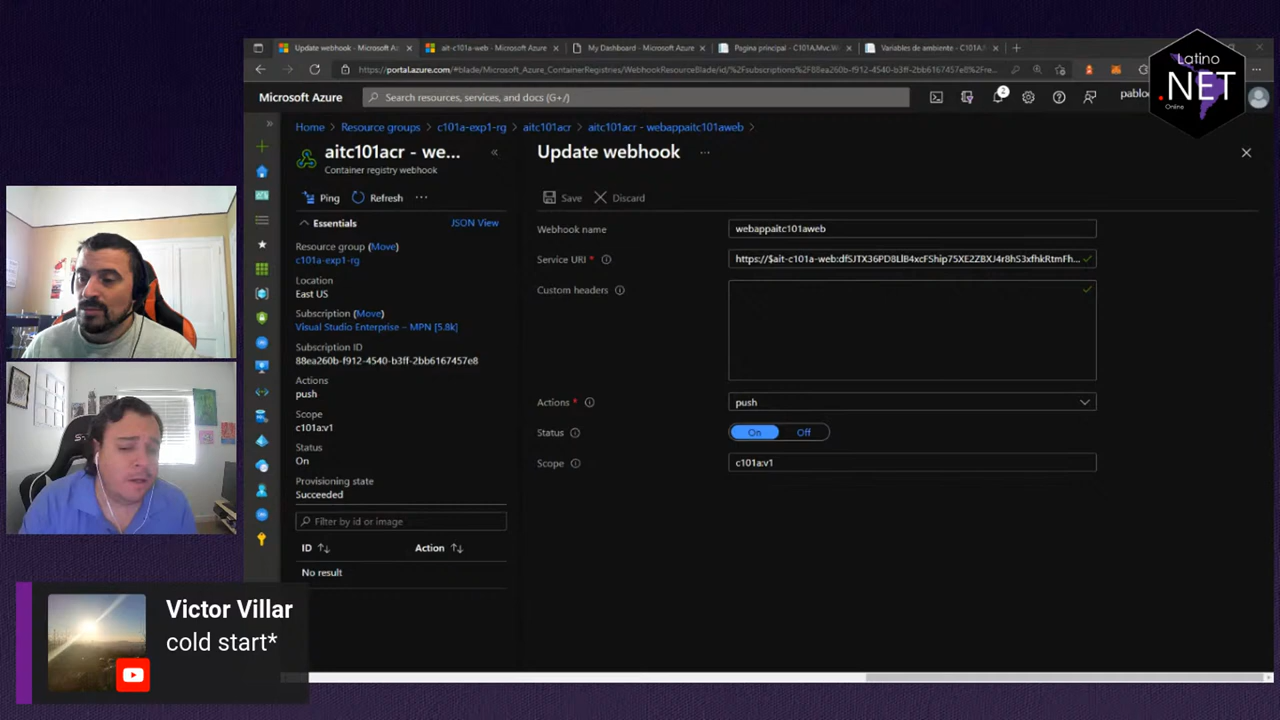 Update webhook - Microsoft Az...
ait-c101a-web - Microsoft Azure
My Dashboard - Microsoft Azure
Pagina principal - C101A.Mvc.W...
Variables de ambiente - C101A.M...
https://portal.azure.com/#blade/Microsoft_Azure_ContainerRegistries/WebhookResourceBlade/id/%2Fsubscriptions%2F88ea260b-f912-4540-b3ff-2bb6167457e8%2Fre...
Latino
.NET
Online
Microsoft Azure
Search resources, services, and docs (G+/)
2
Home > Resource groups > c101a-exp1-rg > aitc101acr > aitc101acr - webappaitc101aweb >
aitc101acr - we...
Container registry webhook
Update webhook
Ping
Refresh
Save
Discard
Essentials
JSON View
Resource group (Move)
c101a-exp1-rg
Location
East US
Subscription (Move)
Visual Studio Enterprise – MPN [5.8k]
Subscription ID
88ea260b-f912-4540-b3ff-2bb6167457e8
Actions
push
Scope
c101a:v1
Status
On
Provisioning state
Succeeded
Filter by id or image
ID
Action
No result
Webhook name
webappaitc101aweb
Service URI *
Custom headers
Actions *
push
Status
On
Off
Scope
c101a:v1
Victor Villar
cold start*